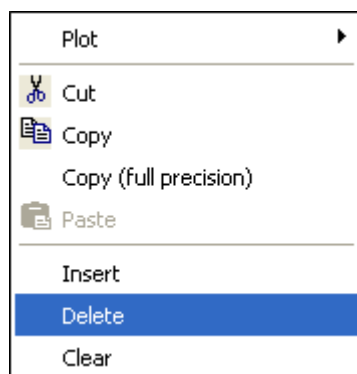 Plot
Cut
Copy
Copy (full precision)
Paste
Insert
Delete
Clear